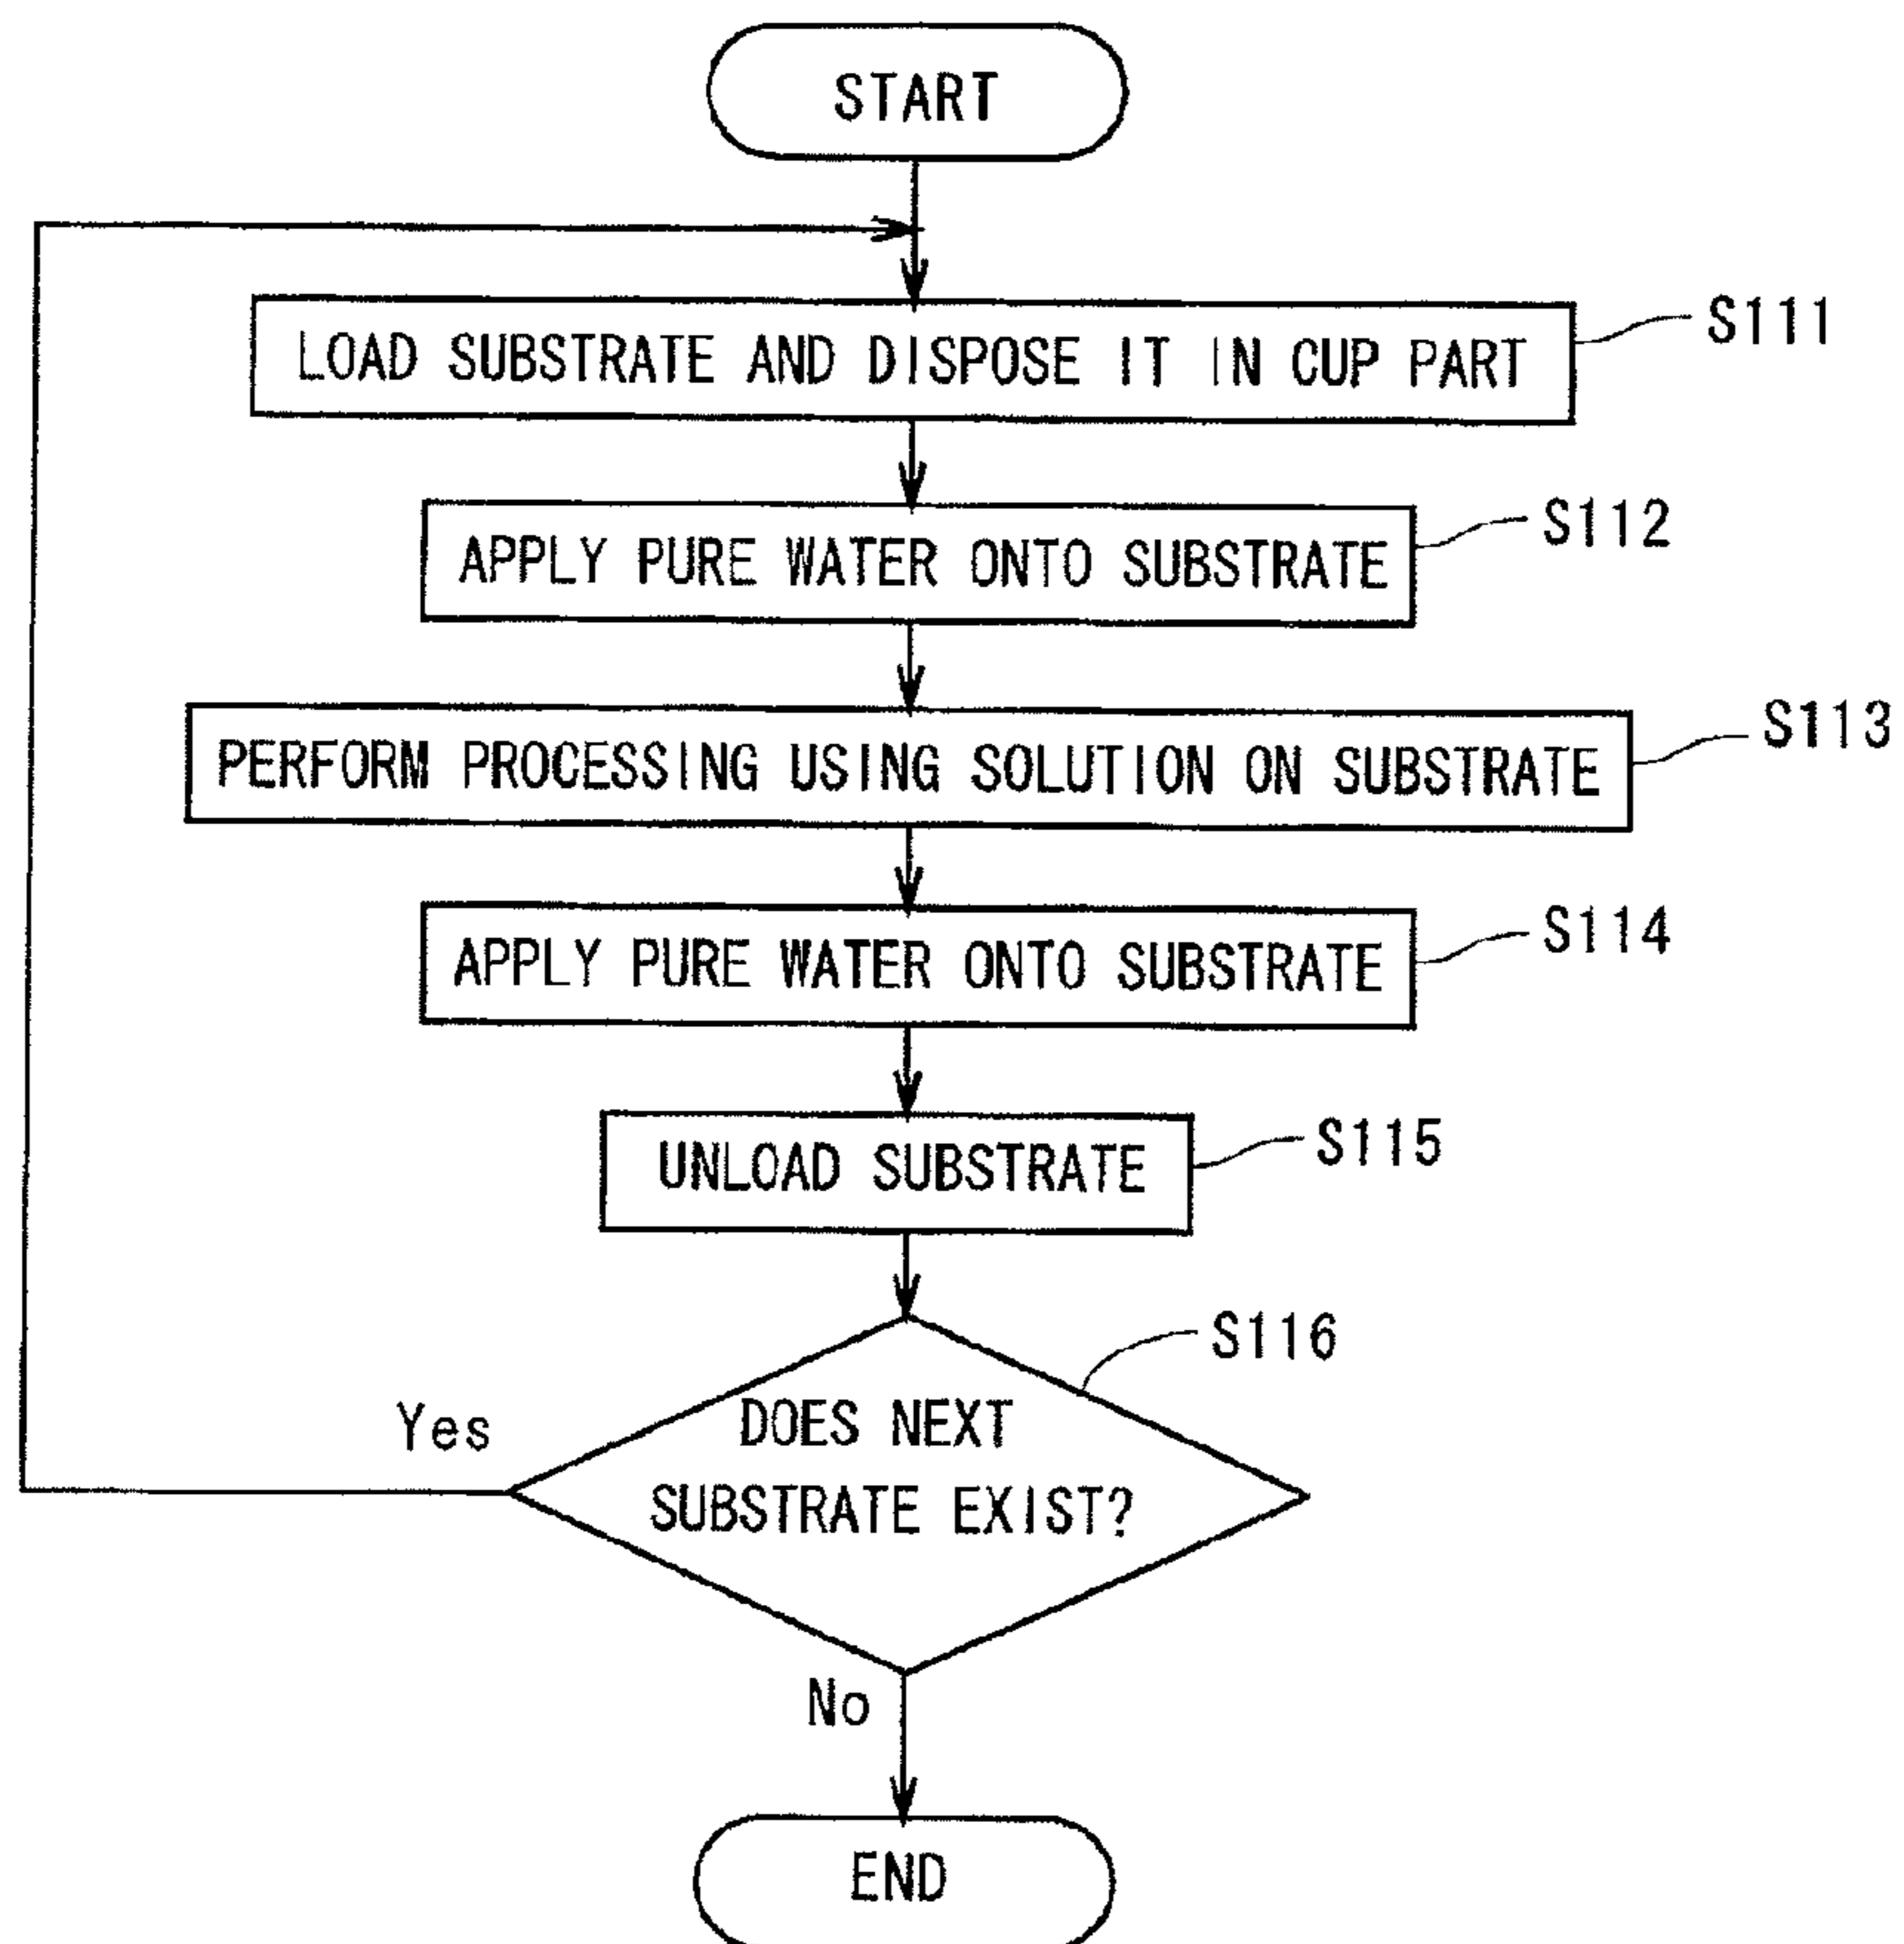 START
LOAD SUBSTRATE AND DISPOSE IT IN CUP PART
S111
APPLY PURE WATER ONTO SUBSTRATE
S112
PERFORM PROCESSING USING SOLUTION ON SUBSTRATE
S113
APPLY PURE WATER ONTO SUBSTRATE
S114
UNLOAD SUBSTRATE
S115
S116
DOES NEXT
SUBSTRATE EXIST?
Yes
No
END